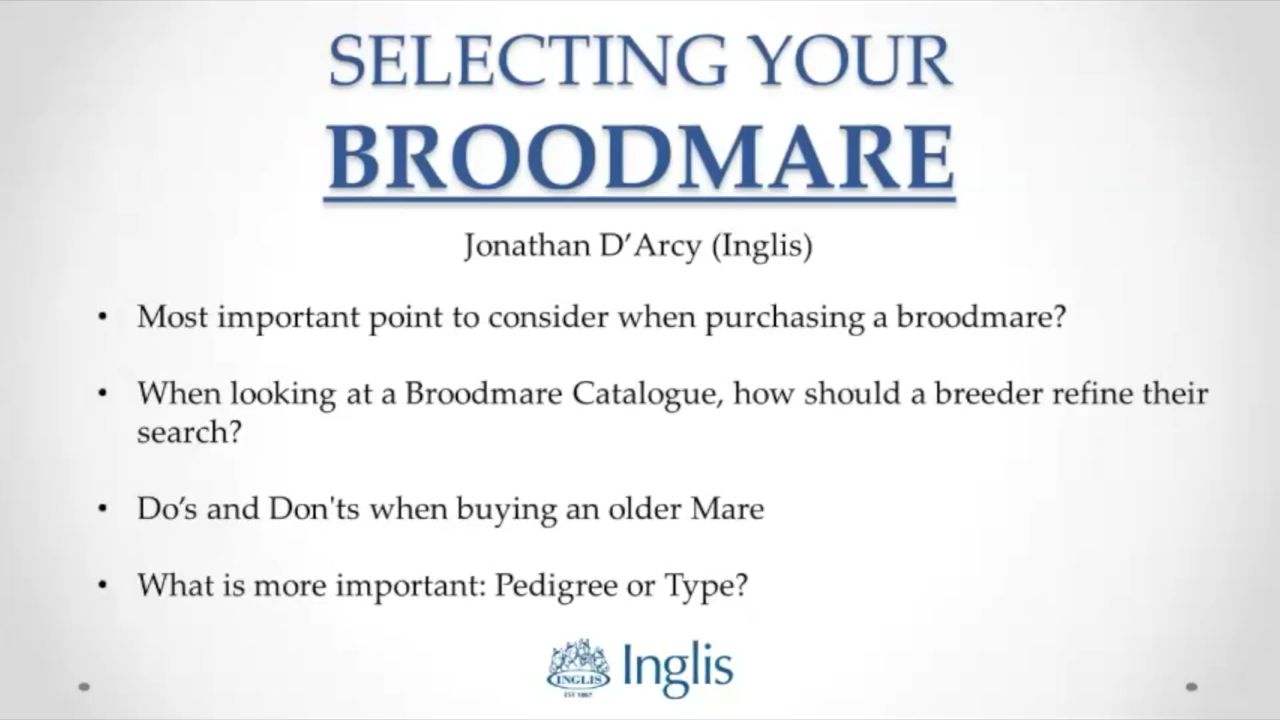 SELECTING YOUR
BROODMARE
Jonathan D’Arcy (Inglis)
• Most important point to consider when purchasing a broodmare?
• When looking at a Broodmare Catalogue, how should a breeder refine their
search?
• Do’s and Don'ts when buying an older Mare
• What is more important: Pedigree or Type?
INGLIS
Inglis